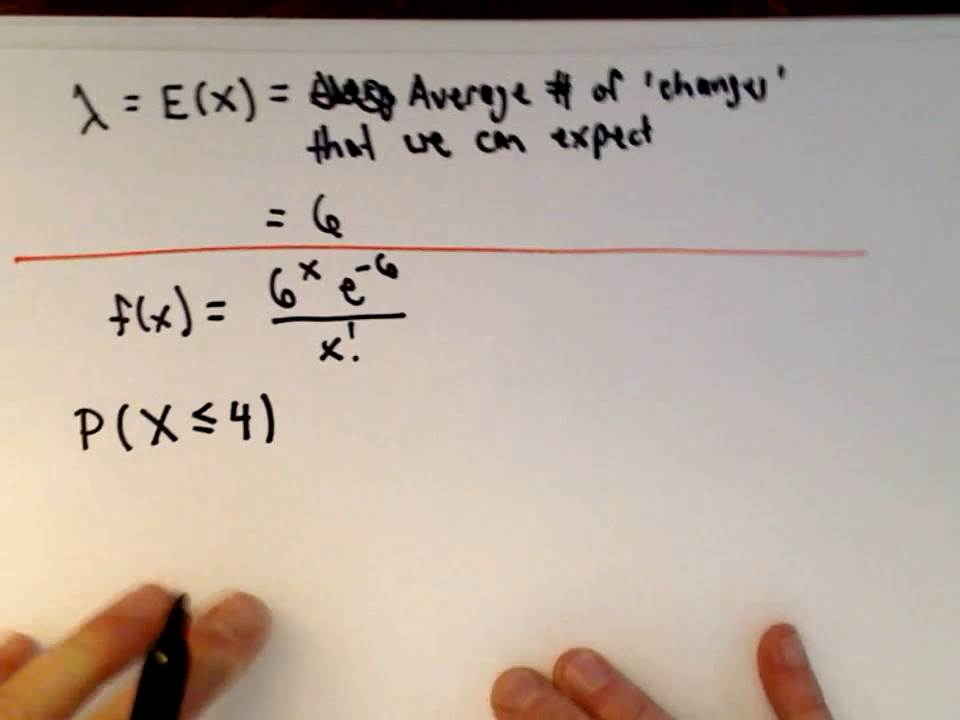 λ = E(x) = Average # of 'changes'
that we can expect
= 6
f(x) = 6^x e^-6 / x!
P(X ≤ 4)